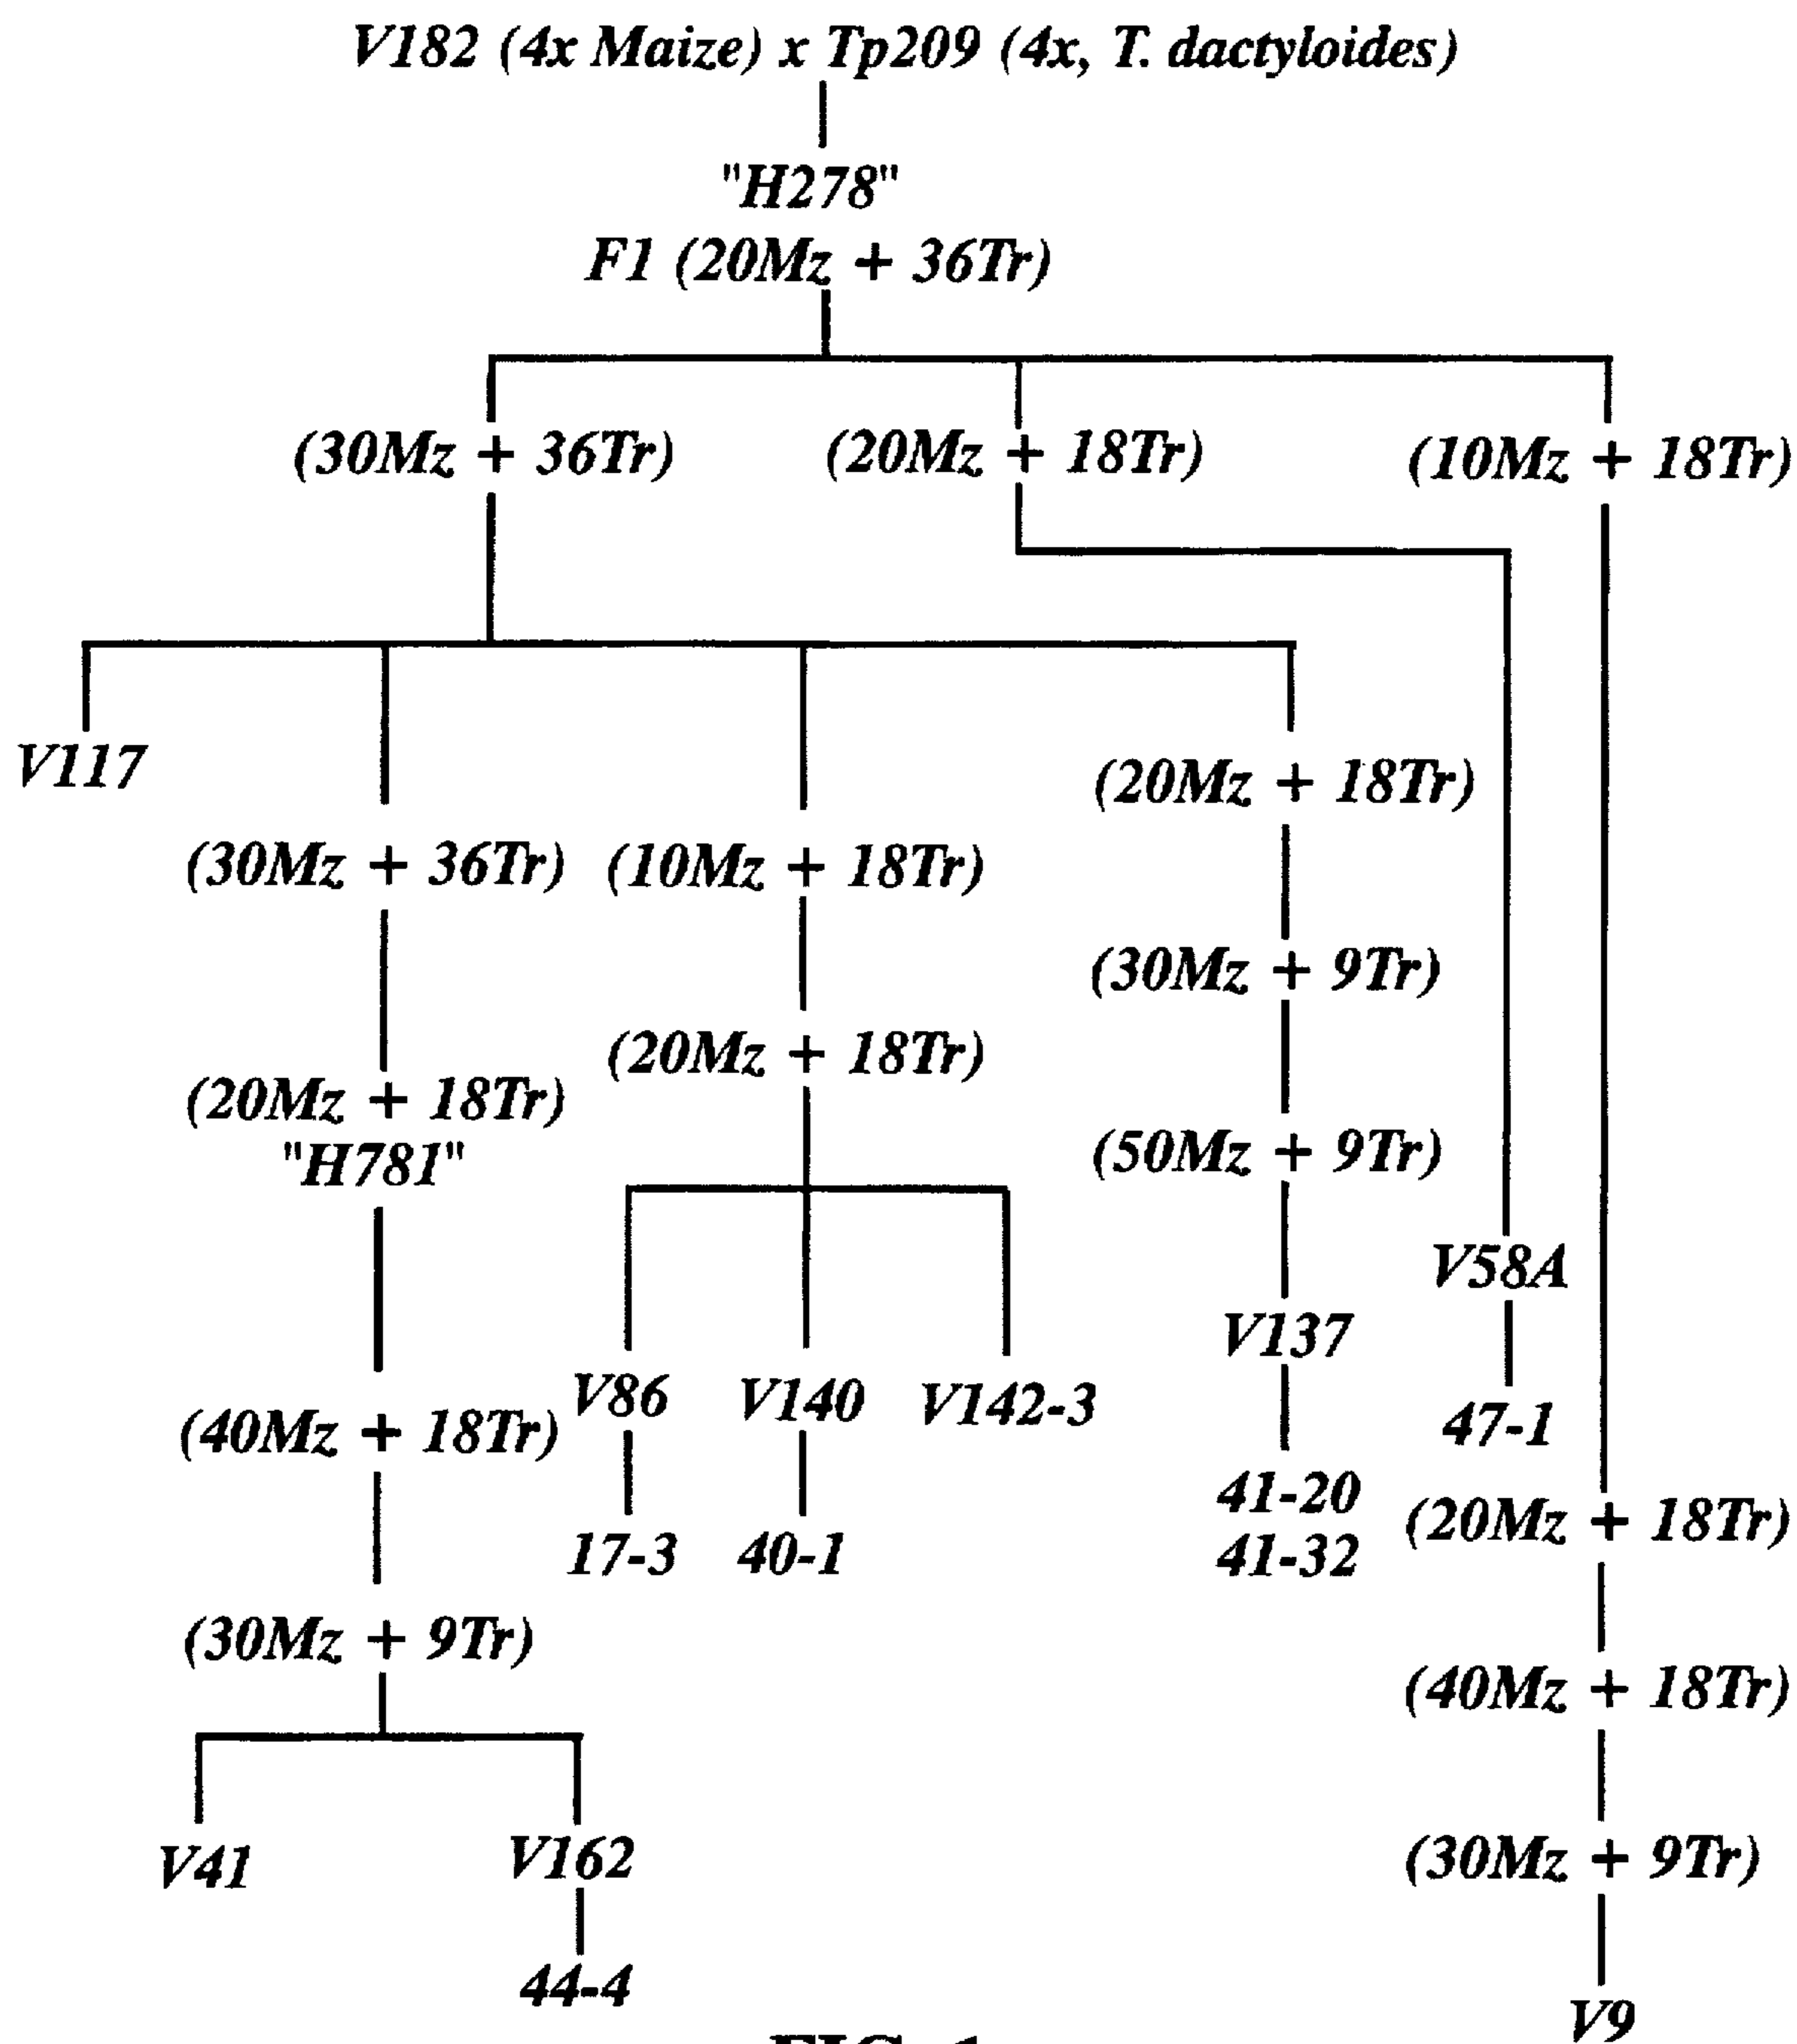 V182 (4x Maize) x Tp209 (4x, T. dactyloides)
"H278"
F1 (20Mz + 36Tr)
(30Mz + 36Tr)
(20Mz + 18Tr)
(10Mz + 18Tr)
V117
(30Mz + 36Tr)
(20Mz + 18Tr)
"H781"
(40Mz + 18Tr)
(30Mz + 9Tr)
V41
V162
44-4
(10Mz + 18Tr)
(20Mz + 18Tr)
V86
V140
V142-3
17-3
40-1
(20Mz + 18Tr)
(30Mz + 9Tr)
(50Mz + 9Tr)
V137
41-20
41-32
V58A
47-1
(20Mz + 18Tr)
(40Mz + 18Tr)
(30Mz + 9Tr)
V9